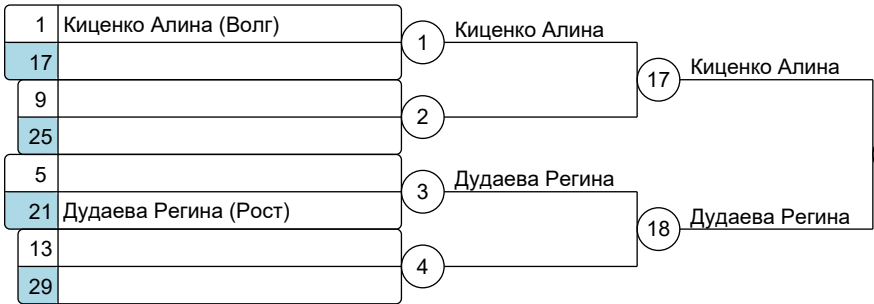 1 Киценко Алина (Волг)
17
9
25
5
21 Дудаева Регина (Рост)
13
29
1 Киценко Алина
2
3 Дудаева Регина
4
17 Киценко Алина
18 Дудаева Регина